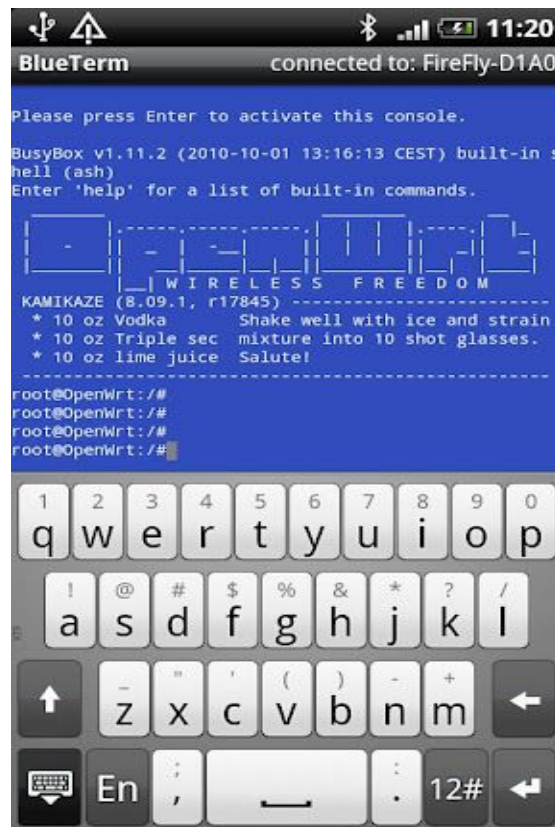 11:20
BlueTerm connected to: FireFly-D1A0
Please press Enter to activate this console.
BusyBox v1.11.2 (2010-10-01 13:16:13 CEST) built-in s
hell (ash)
Enter 'help' for a list of built-in commands.
OpenWrt
W I R E L E S S F R E E D O M
KAMIKAZE (8.09.1, r17845) --------------------------
* 10 oz Vodka Shake well with ice and strain
* 10 oz Triple sec mixture into 10 shot glasses.
* 10 oz lime juice Salute!
---------------------------------------------------
root@OpenWrt:/#
root@OpenWrt:/#
root@OpenWrt:/#
root@OpenWrt:/#
1 2 3 4 5 6 7 8 9 0
q w e r t y u i o p
! @ # $ % & * ? /
a s d f g h j k l
_ " ' ( ) - +
z x c v b n m
; :
En , . 12#